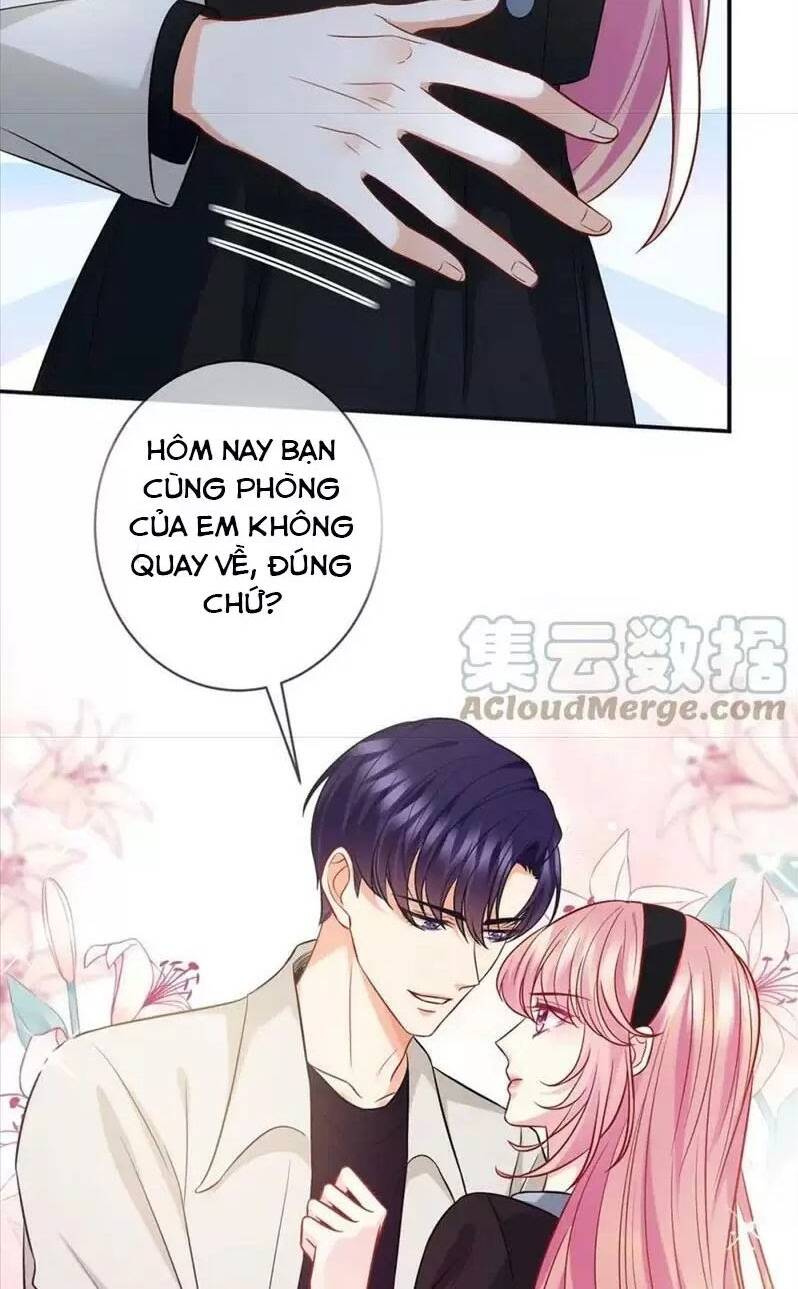 HÔM NAY BẠN
CÙNG PHÒNG
CỦA EM KHÔNG
QUAY VỀ, ĐÚNG
CHỨ?
集云数据
ACloudMerge.com